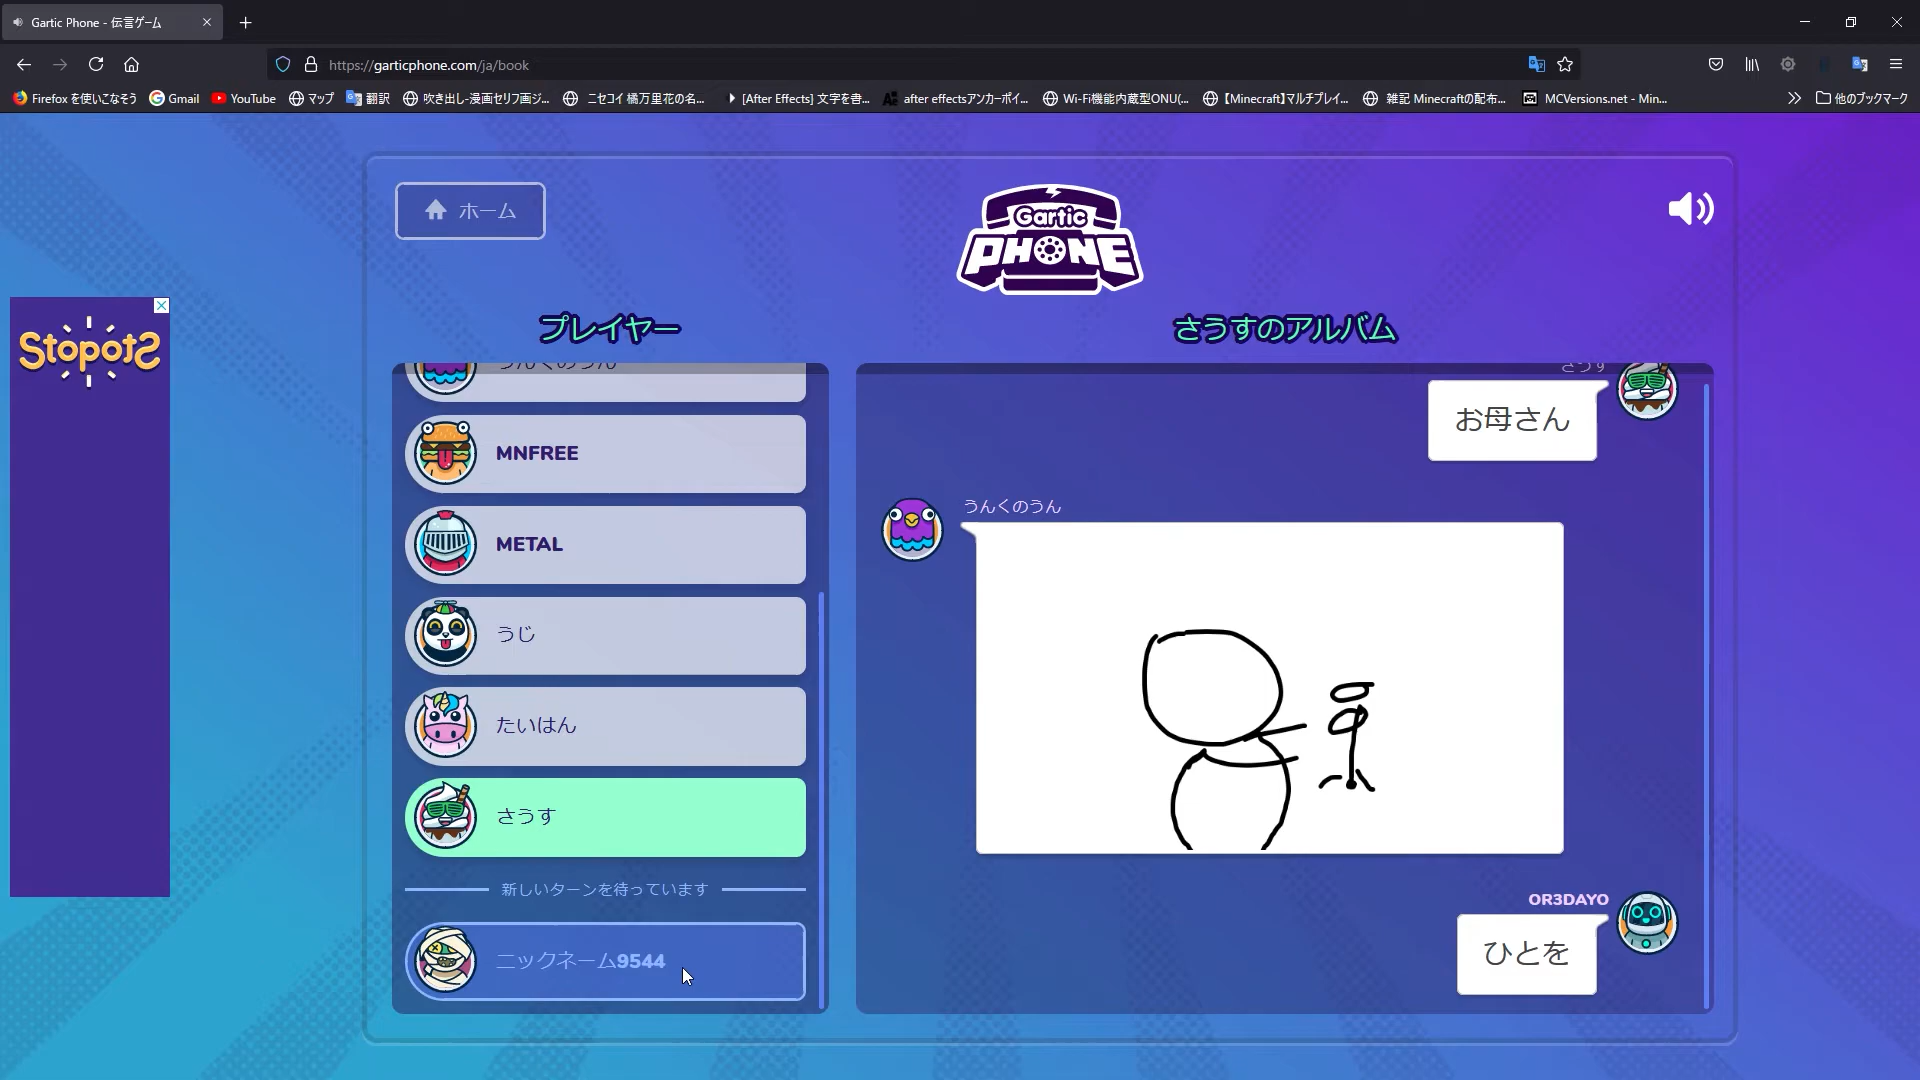 Gartic Phone - 伝言ゲーム
https://garticphone.com/ja/book
Firefox を使いこなそう
Gmail
YouTube
マップ
翻訳
吹き出し-漫画セリフ画ジ...
ニセコイ 橘万里花の名...
[After Effects] 文字を書...
after effectsアンカーポイ...
Wi-Fi機能内蔵型ONU(...
【Minecraft】マルチプレイ...
雑記 Minecraftの配布...
MCVersions.net - Min...
他のブックマーク
ホーム
Gartic
PHONE
StopotS
プレイヤー
うんくのうん
MNFREE
METAL
うじ
たいはん
さうす
新しいターンを待っています
ニックネーム9544
さうすのアルバム
さうす
お母さん
うんくのうん
OR3DAYO
ひとを